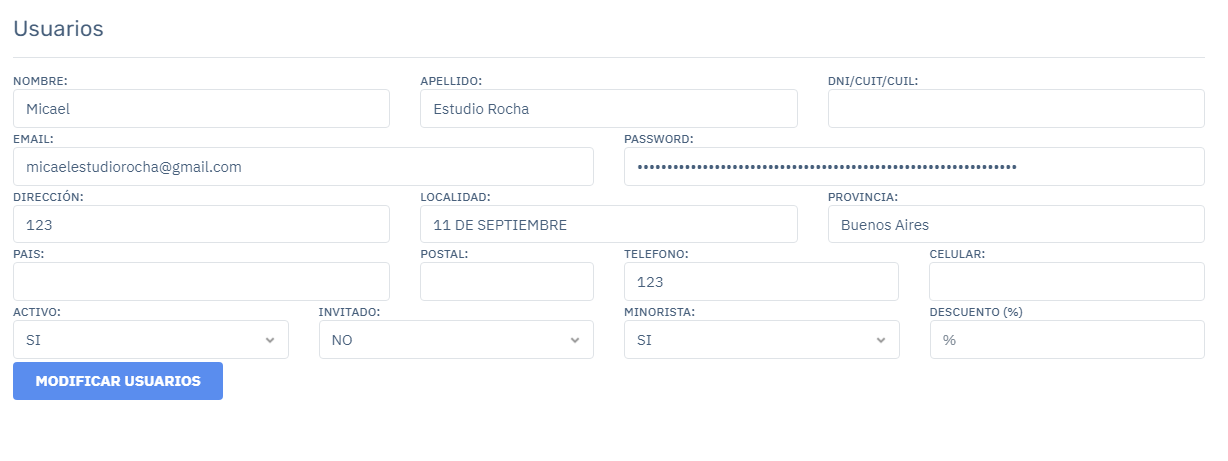 Usuarios
NOMBRE: APELLIDO: DNI/CUIT/CUIL:
Micael Estudio Rocha
EMAIL: PASSWORD:
micaelestudiorocha@gmail.com
DIRECCIÓN: LOCALIDAD: PROVINCIA:
123 11 DE SEPTIEMBRE Buenos Aires
PAIS: POSTAL: TELEFONO: CELULAR:
123
ACTIVO: INVITADO: MINORISTA: DESCUENTO (%)
SI NO SI %
MODIFICAR USUARIOS